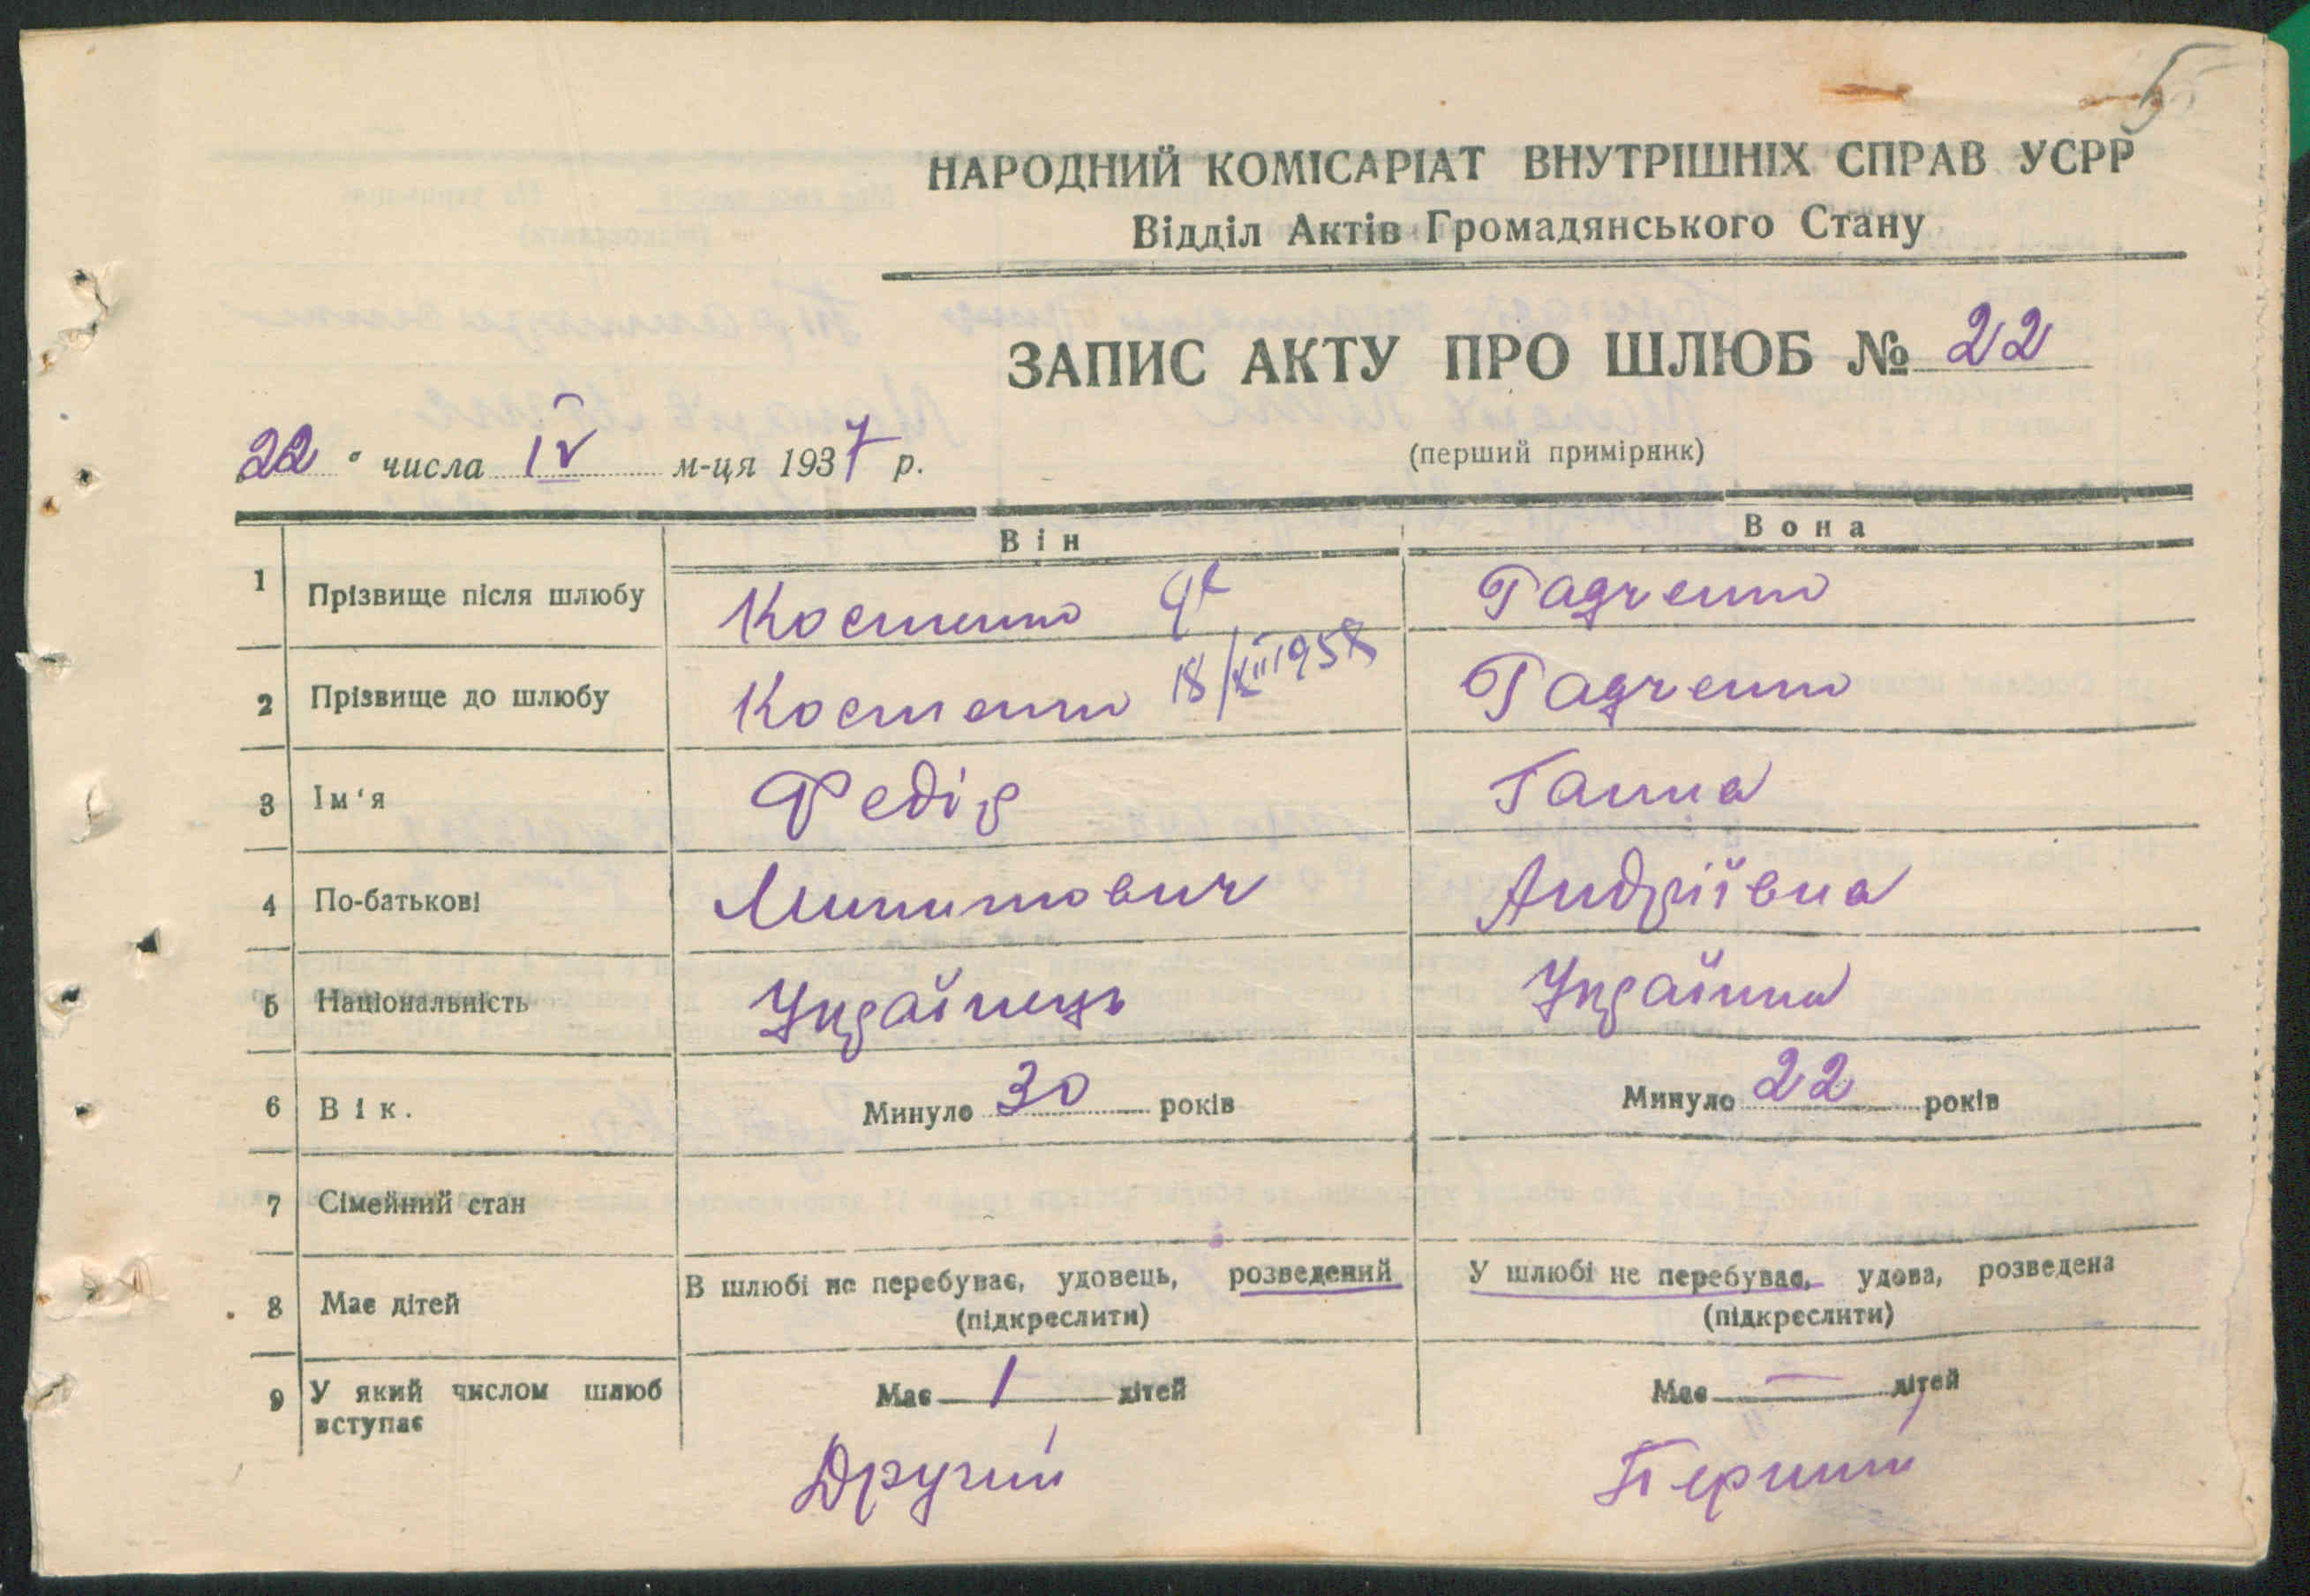 НАРОДНИЙ КОМІСАРІАТ ВНУТРІШНІХ СПРАВ УСРР
Відділ Актів Громадянського Стану
ЗАПИС АКТУ ПРО ШЛЮБ № 22
22 числа IV м-ця 1937 р.
(перший примірник)
Він Вона
1 Прізвище після шлюбу Костенко Гадченко
2 Прізвище до шлюбу Костенко 18/XII 1958 Гадченко
3 Ім'я Федір Ганна
4 По-батькові Микитович Андріївна
5 Національність Українець Українка
6 Вік. Минуло 30 років Минуло 22 років
7 Сімейний стан
8 Має дітей В шлюбі не перебуває, удовець, розведений У шлюбі не перебуває, удова, розведена
(підкреслити) (підкреслити)
9 У який числом шлюб Має 1 дітей Має — дітей
вступає
Другий Перший